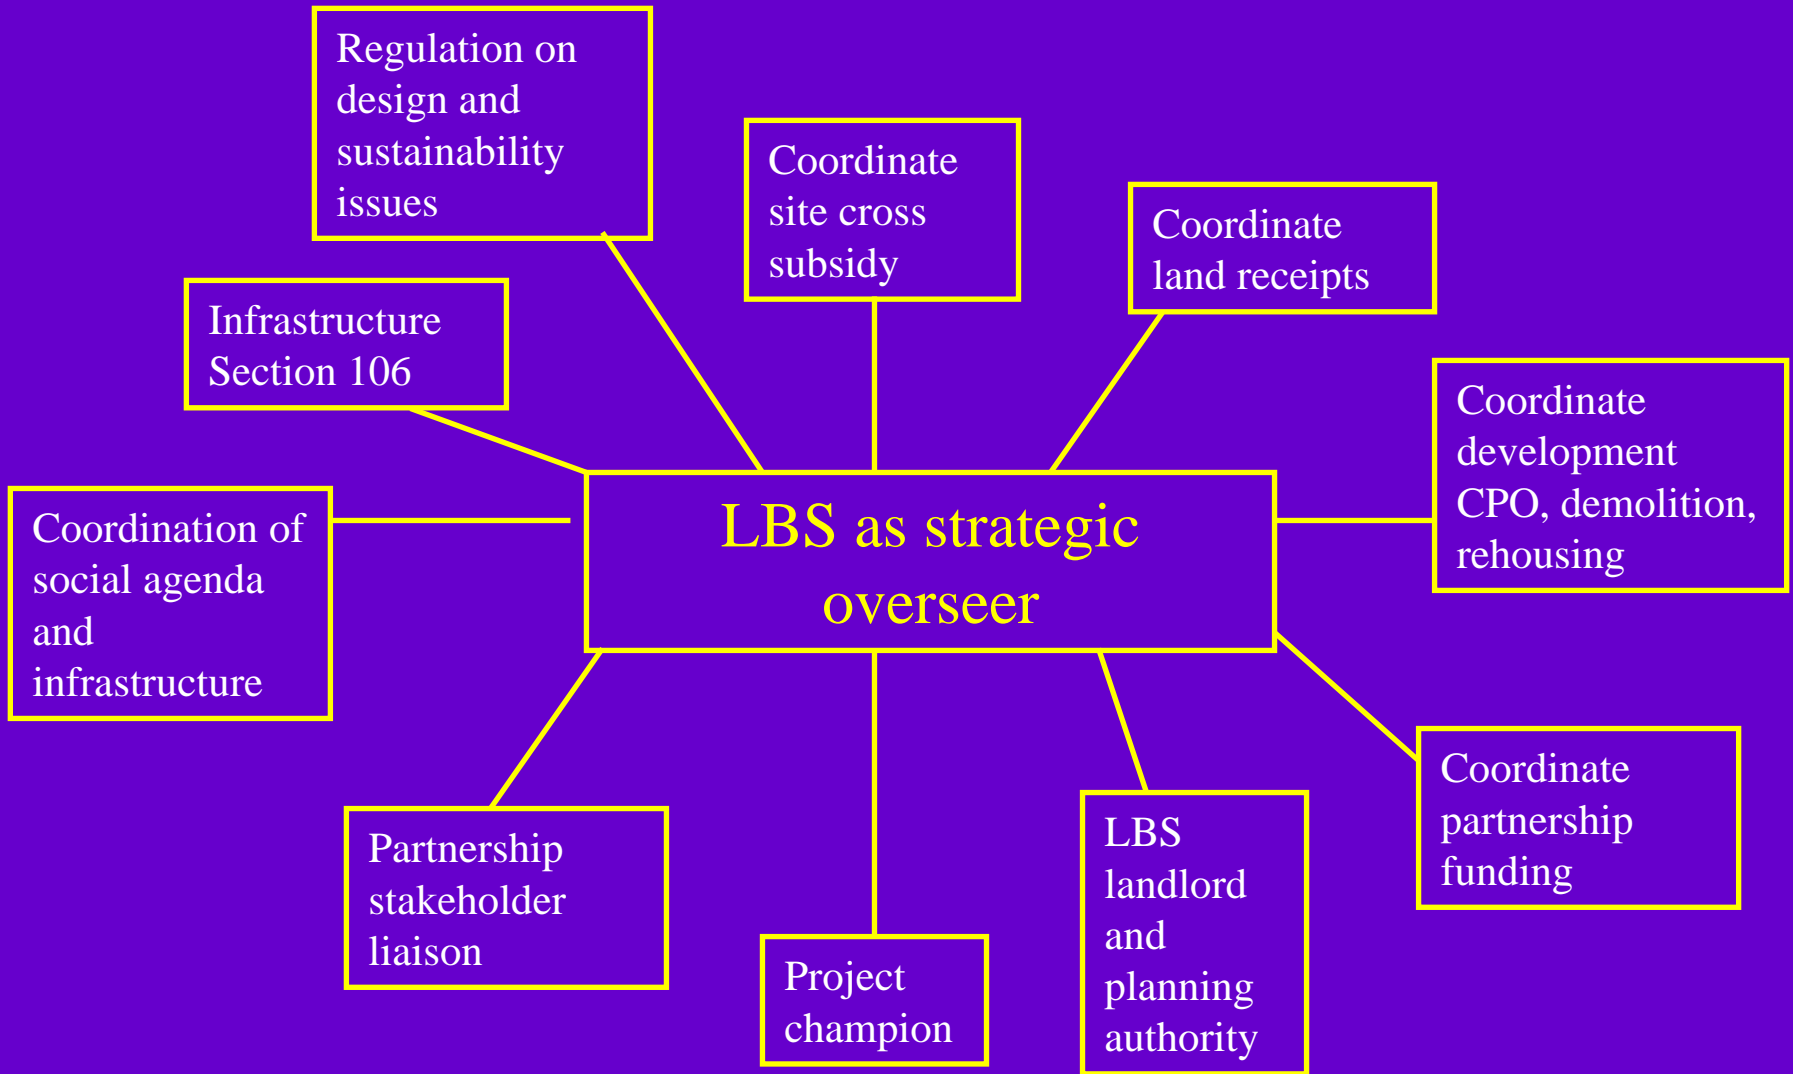 Regulation on
design and
sustainability
issues
Coordinate
site cross
subsidy
Coordinate
land receipts
Infrastructure
Section 106
Coordinate
development
CPO, demolition,
rehousing
LBS as strategic
overseer
Coordination of
social agenda
and
infrastructure
Coordinate
partnership
funding
Partnership
stakeholder
liaison
LBS
landlord
and
planning
authority
Project
champion